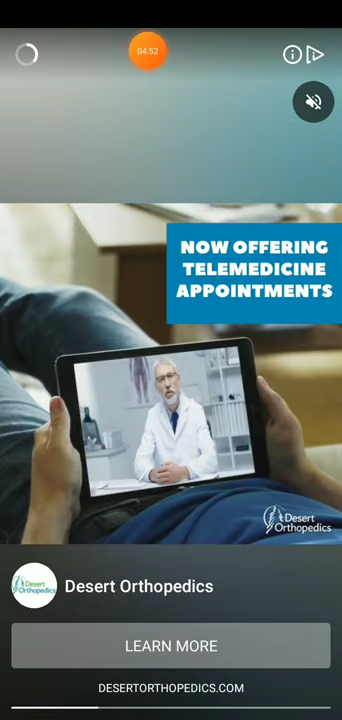 04:52
NOW OFFERING
TELEMEDICINE
APPOINTMENTS
Desert
Orthopedics
Desert
Orthopedics
Desert Orthopedics
LEARN MORE
DESERTORTHOPEDICS.COM